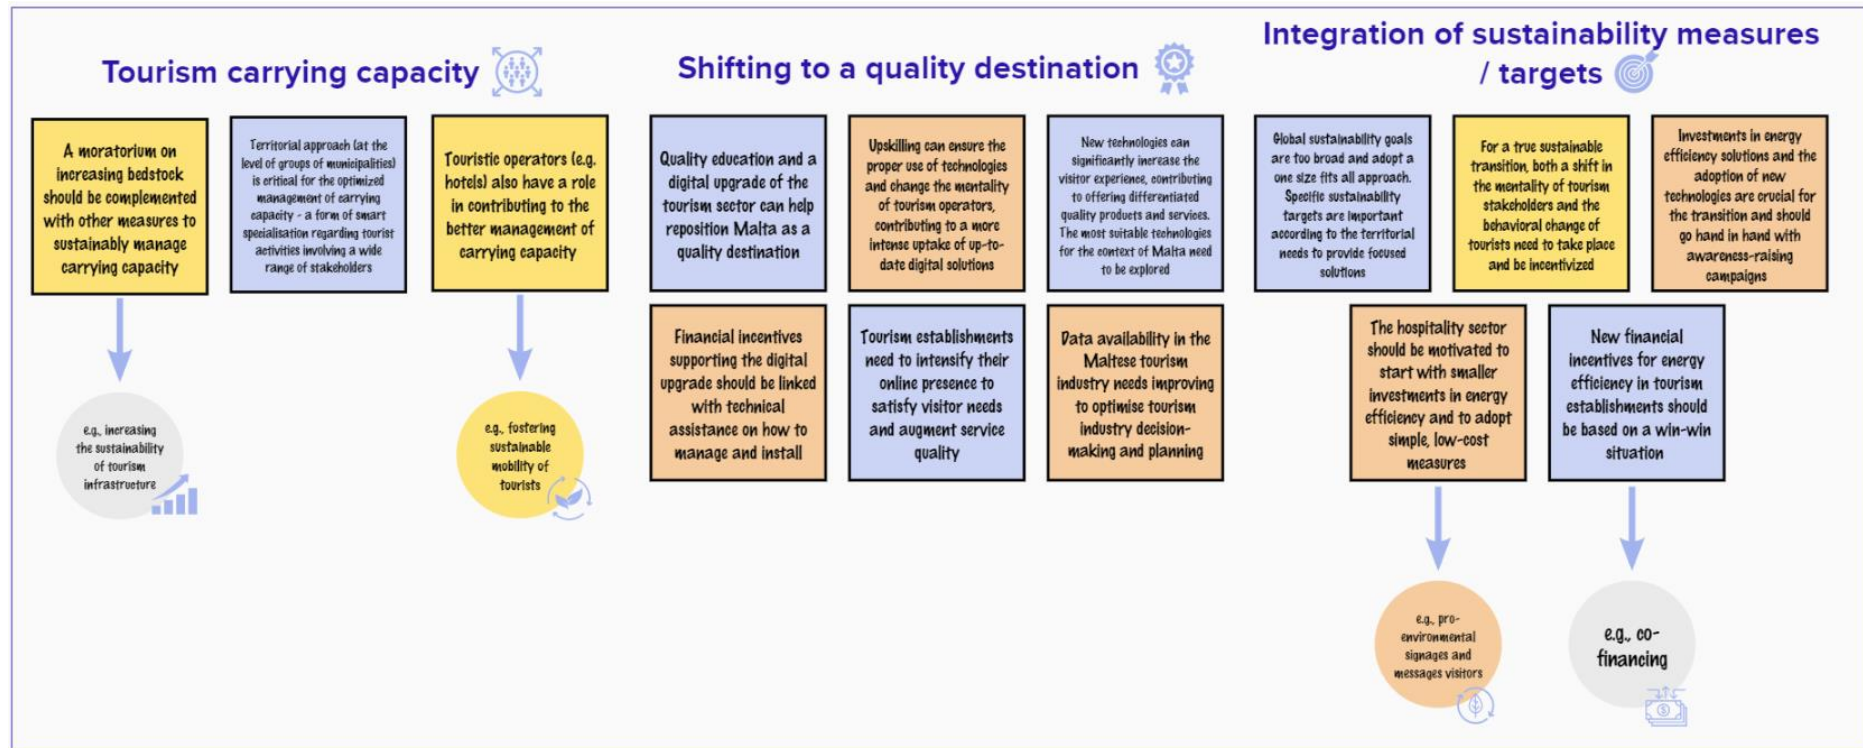 Tourism carrying capacity
A moratorium on
increasing bedstock
should be complemented
with other measures to
sustainably manage
carrying capacity
Territorial approach (at the
level of groups of municipalities)
is critical for the optimized
management of carrying
capacity - a form of smart
specialisation regarding tourist
activities involving a wide
range of stakeholders
Touristic operators (e.g.
hotels) also have a role
in contributing to the
better management of
carrying capacity
e.g., increasing
the sustainability
of tourism
infrastructure
e.g., fostering
sustainable
mobility of
tourists
Shifting to a quality destination
Quality education and a
digital upgrade of the
tourism sector can help
reposition Malta as a
quality destination
Upskilling can ensure the
proper use of technologies
and change the mentality
of tourism operators,
contributing to a more
intense uptake of up-to-
date digital solutions
New technologies can
significantly increase the
visitor experience, contributing
to offering differentiated
quality products and services.
The most suitable technologies
for the context of Malta need
to be explored
Financial incentives
supporting the digital
upgrade should be linked
with technical
assistance on how to
manage and install
Tourism establishments
need to intensify their
online presence to
satisfy visitor needs
and augment service
quality
Data availability in the
Maltese tourism
industry needs improving
to optimise tourism
industry decision-
making and planning
Integration of sustainability measures
/ targets
Global sustainability goals
are too broad and adopt a
one size fits all approach.
Specific sustainability
targets are important
according to the territorial
needs to provide focused
solutions
For a true sustainable
transition, both a shift in
the mentality of tourism
stakeholders and the
behavioral change of
tourists need to take place
and be incentivized
Investments in energy
efficiency solutions and the
adoption of new
technologies are crucial for
the transition and should
go hand in hand with
awareness-raising
campaigns
The hospitality sector
should be motivated to
start with smaller
investments in energy
efficiency and to adopt
simple, low-cost
measures
New financial
incentives for energy
efficiency in tourism
establishments should
be based on a win-win
situation
e.g., pro-
environmental
signages and
messages visitors
e.g., co-
financing